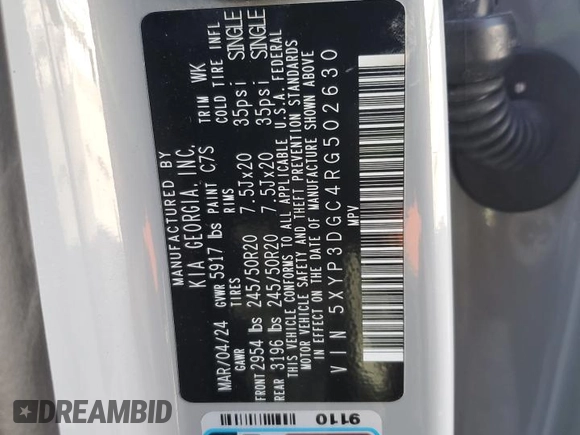 MANUFACTURED BY
KIA GEORGIA, INC.
MAR/04/24 GVWR 5917 lbs PAINT C7S TRIM WK
GAWR TIRES RIMS COLD TIRE INFL
FRONT 2954 lbs 245/50R20 7.5Jx20 35psi SINGLE
REAR 3196 lbs 245/50R20 7.5Jx20 35psi SINGLE
THIS VEHICLE CONFORMS TO ALL APPLICABLE U.S.A. FEDERAL
MOTOR VEHICLE SAFETY AND THEFT PREVENTION STANDARDS
IN EFFECT ON THE DATE OF MANUFACTURE SHOWN ABOVE
VIN 5XYP3DGC4RG502630
MPV
9110
DREAMBID